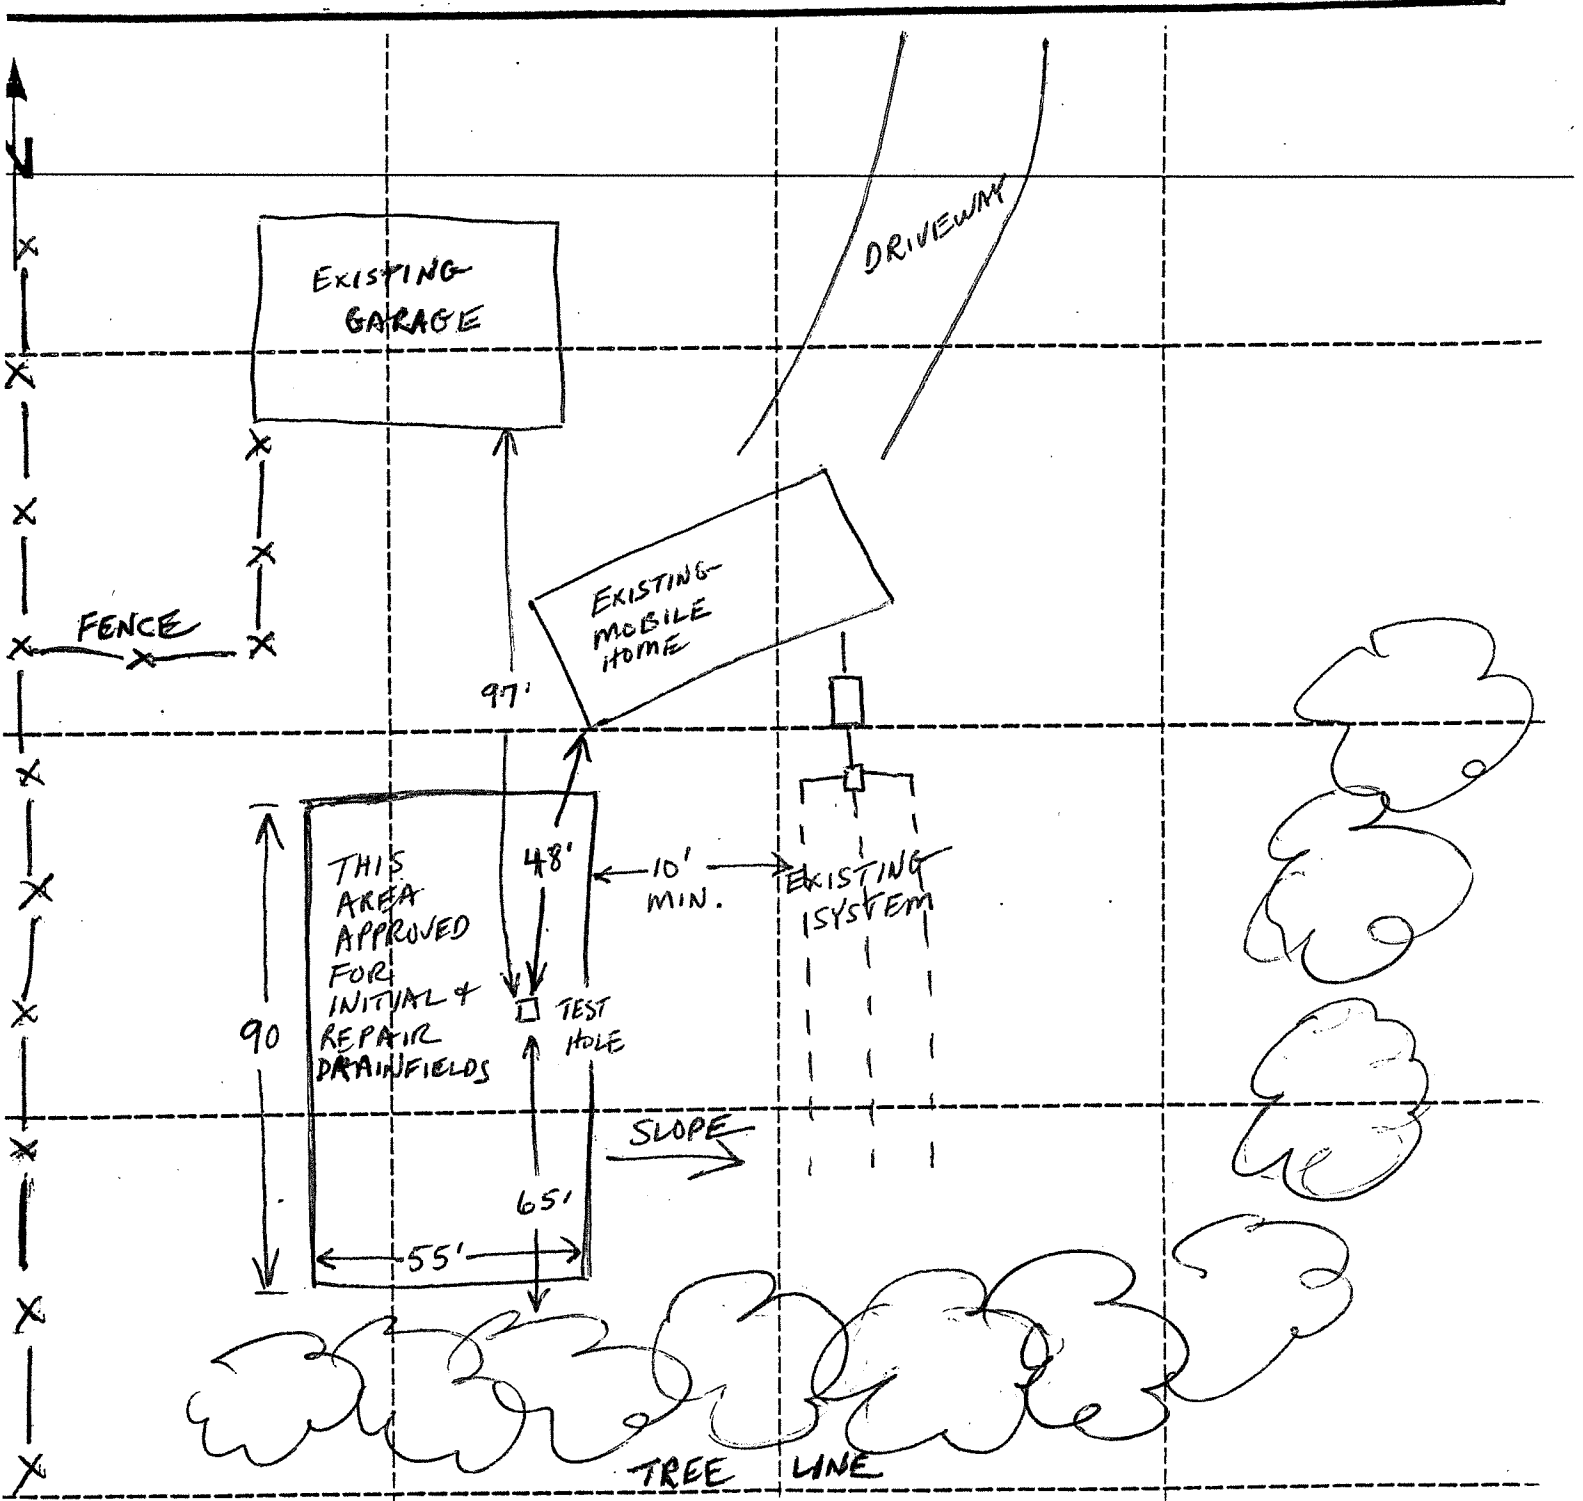 N
DRIVEWAY
EXISTING
GARAGE
EXISTING
MOBILE
HOME
FENCE
97'
THIS
AREA
APPROVED
FOR
INITIAL &
REPAIR
DRAINFIELDS
48'
10'
MIN.
EXISTING
SYSTEM
TEST
HOLE
90
SLOPE
65'
55'
TREE LINE